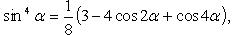 sin⁴ α = 1/8 (3 − 4 cos 2α + cos 4α),